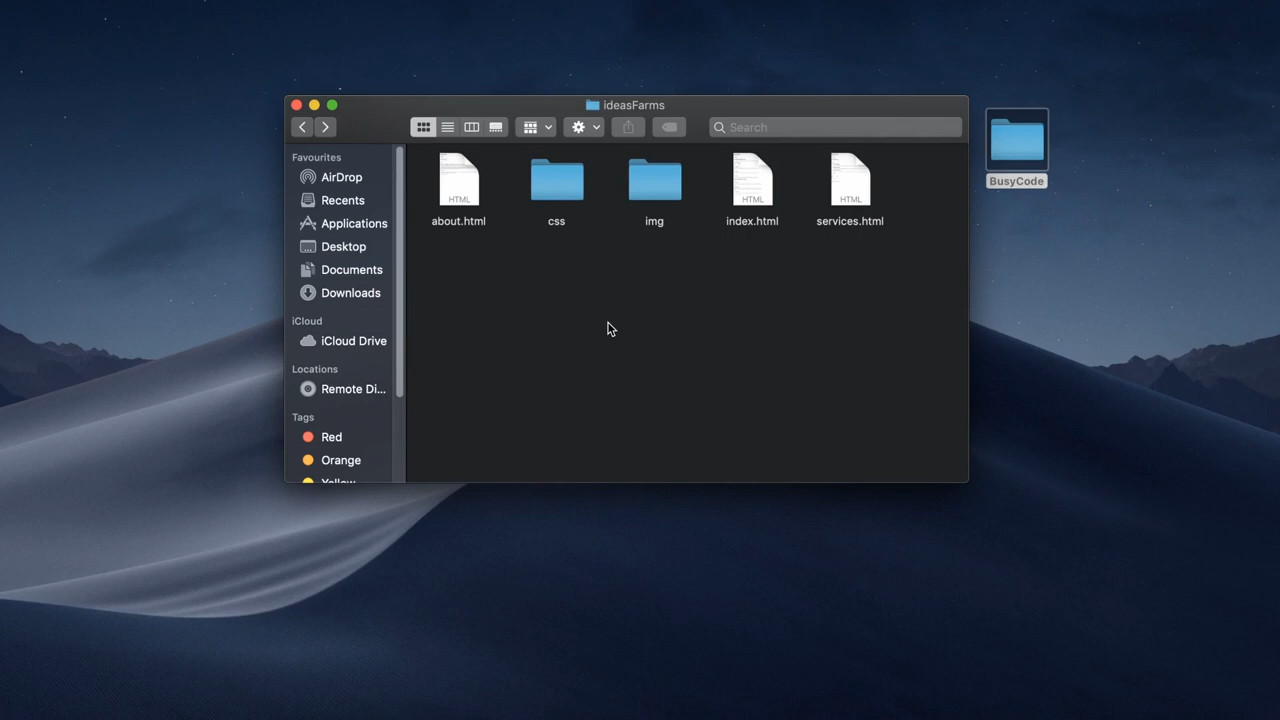 ideasFarms
Search
BusyCode
Favourites
AirDrop
Recents
Applications
Desktop
Documents
Downloads
iCloud
iCloud Drive
Locations
Remote Di...
Tags
Red
Orange
Yellow
HTML
about.html
css
img
HTML
index.html
HTML
services.html